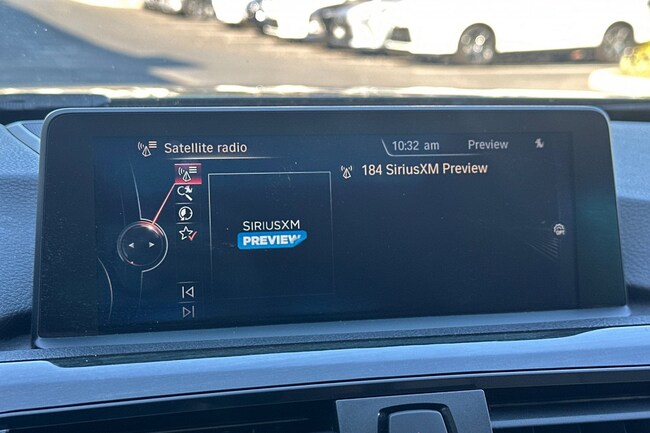 Satellite radio
10:32 am
Preview
184 SiriusXM Preview
SIRIUSXM
PREVIEW